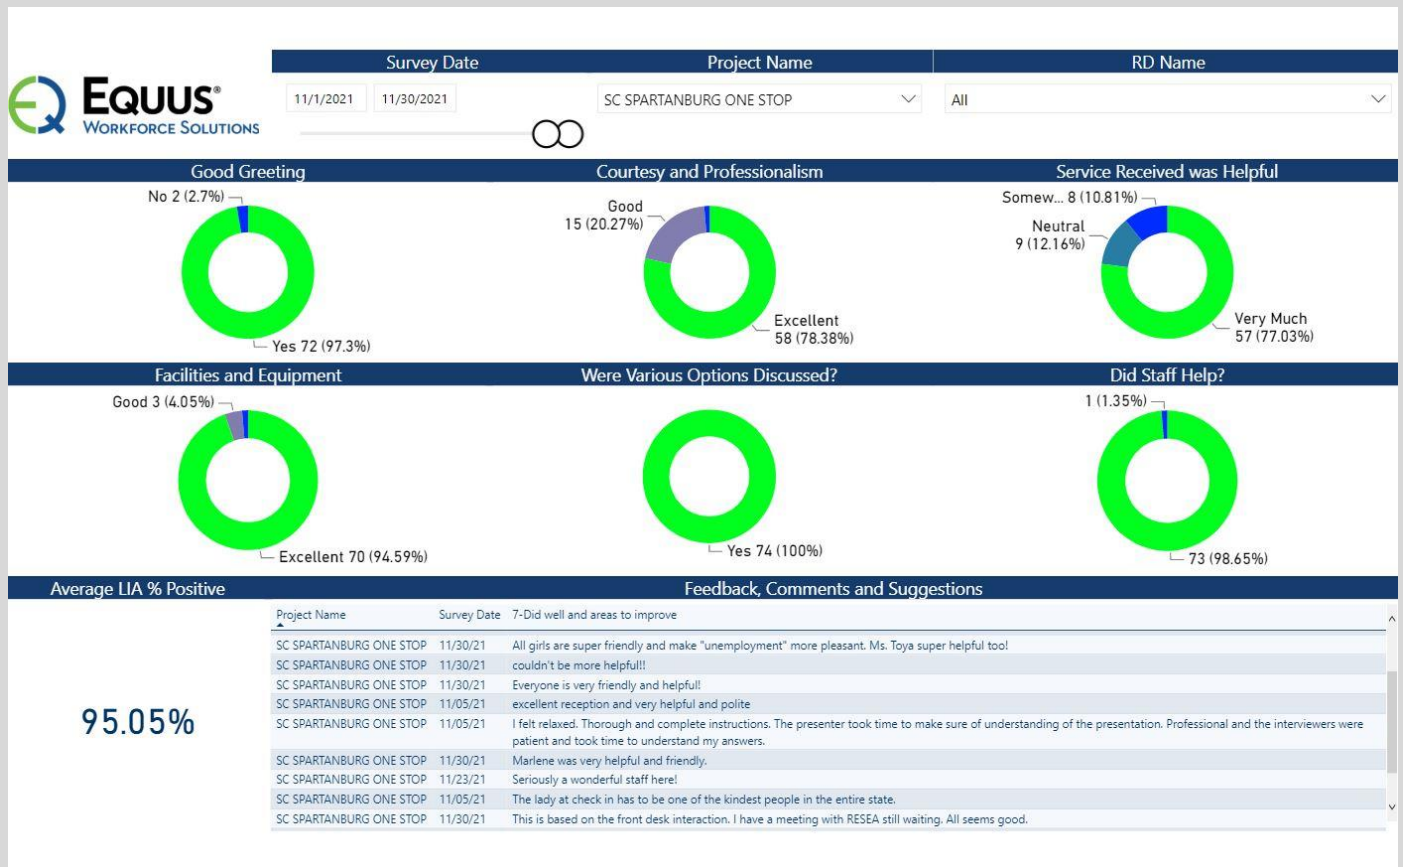 EQUUS®
WORKFORCE SOLUTIONS
Survey Date
Project Name
RD Name
11/1/2021
11/30/2021
SC SPARTANBURG ONE STOP
All
Good Greeting
Courtesy and Professionalism
Service Received was Helpful
No 2 (2.7%)
Yes 72 (97.3%)
Good
15 (20.27%)
Excellent
58 (78.38%)
Somew... 8 (10.81%)
Neutral
9 (12.16%)
Very Much
57 (77.03%)
Facilities and Equipment
Were Various Options Discussed?
Did Staff Help?
Good 3 (4.05%)
Excellent 70 (94.59%)
Yes 74 (100%)
1 (1.35%)
73 (98.65%)
Average LIA % Positive
Feedback, Comments and Suggestions
95.05%
Project Name Survey Date 7-Did well and areas to improve
SC SPARTANBURG ONE STOP 11/30/21 All girls are super friendly and make "unemployment" more pleasant. Ms. Toya super helpful too!
SC SPARTANBURG ONE STOP 11/30/21 couldn't be more helpful!!
SC SPARTANBURG ONE STOP 11/30/21 Everyone is very friendly and helpful!
SC SPARTANBURG ONE STOP 11/05/21 excellent reception and very helpful and polite
SC SPARTANBURG ONE STOP 11/05/21 I felt relaxed. Thorough and complete instructions. The presenter took time to make sure of understanding of the presentation. Professional and the interviewers were
patient and took time to understand my answers.
SC SPARTANBURG ONE STOP 11/30/21 Marlene was very helpful and friendly.
SC SPARTANBURG ONE STOP 11/23/21 Seriously a wonderful staff here!
SC SPARTANBURG ONE STOP 11/05/21 The lady at check in has to be one of the kindest people in the entire state.
SC SPARTANBURG ONE STOP 11/30/21 This is based on the front desk interaction. I have a meeting with RESEA still waiting. All seems good.